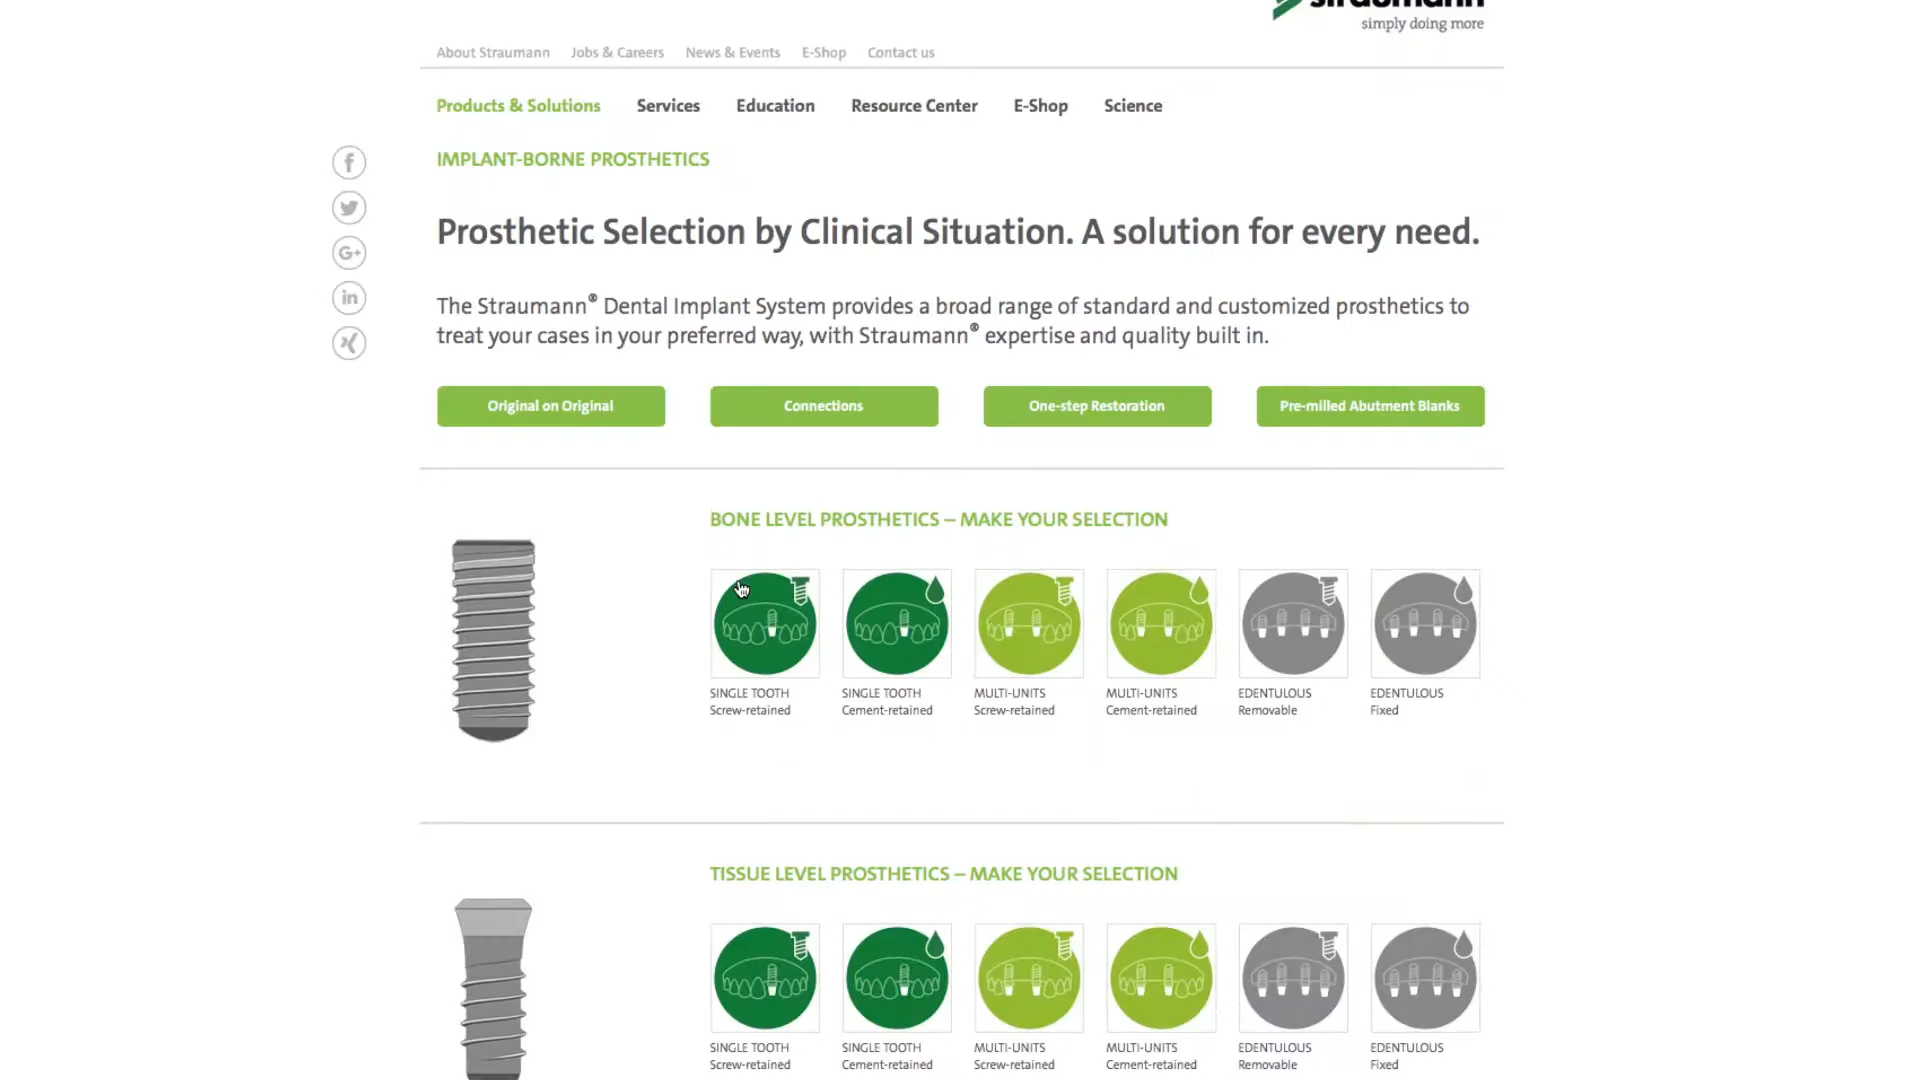 straumann
simply doing more
About Straumann Jobs & Careers News & Events E-Shop Contact us
Products & Solutions Services Education Resource Center E-Shop Science
IMPLANT-BORNE PROSTHETICS
Prosthetic Selection by Clinical Situation. A solution for every need.
The Straumann® Dental Implant System provides a broad range of standard and customized prosthetics to
treat your cases in your preferred way, with Straumann® expertise and quality built in.
Original on Original Connections One-step Restoration Pre-milled Abutment Blanks
BONE LEVEL PROSTHETICS – MAKE YOUR SELECTION
SINGLE TOOTH SINGLE TOOTH MULTI-UNITS MULTI-UNITS EDENTULOUS EDENTULOUS
Screw-retained Cement-retained Screw-retained Cement-retained Removable Fixed
TISSUE LEVEL PROSTHETICS – MAKE YOUR SELECTION
SINGLE TOOTH SINGLE TOOTH MULTI-UNITS MULTI-UNITS EDENTULOUS EDENTULOUS
Screw-retained Cement-retained Screw-retained Cement-retained Removable Fixed